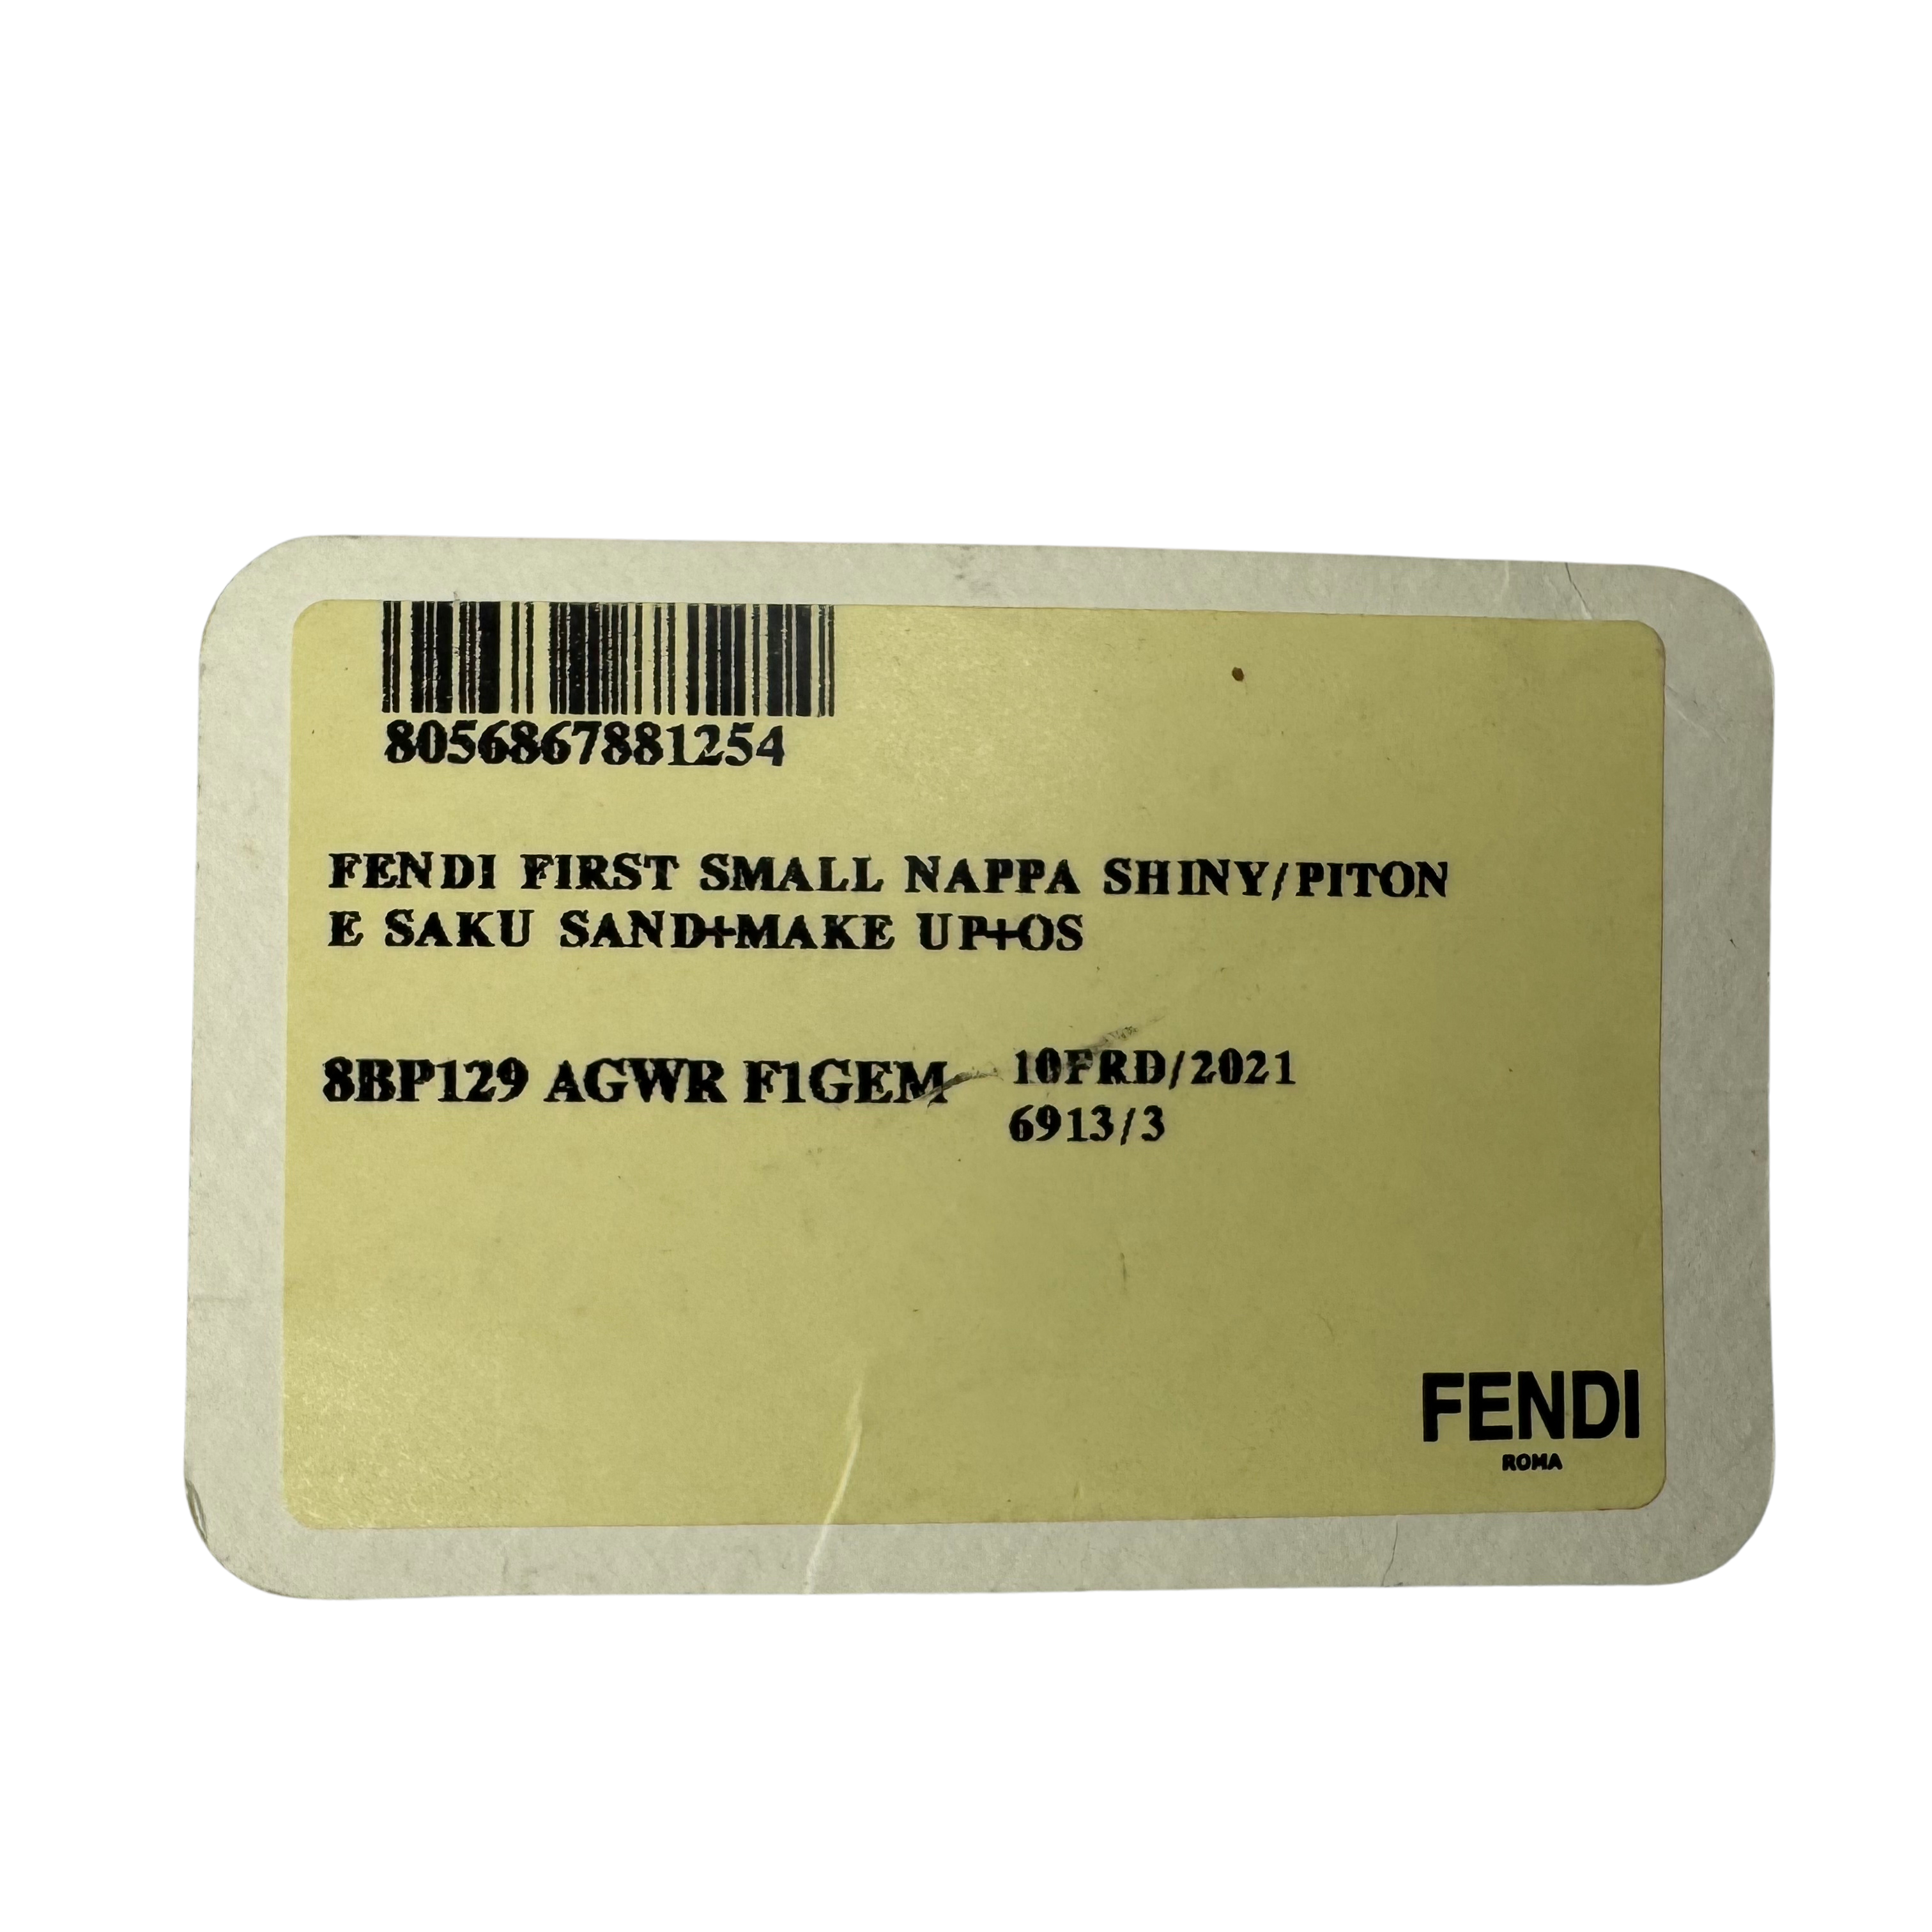 8056867881254
FENDI FIRST SMALL NAPPA SHINY/PITON
E SAKU SAND+MAKE UP+OS
8BP129 AGWR F1GEM 10FRD/2021
6913/3
FENDI
ROMA